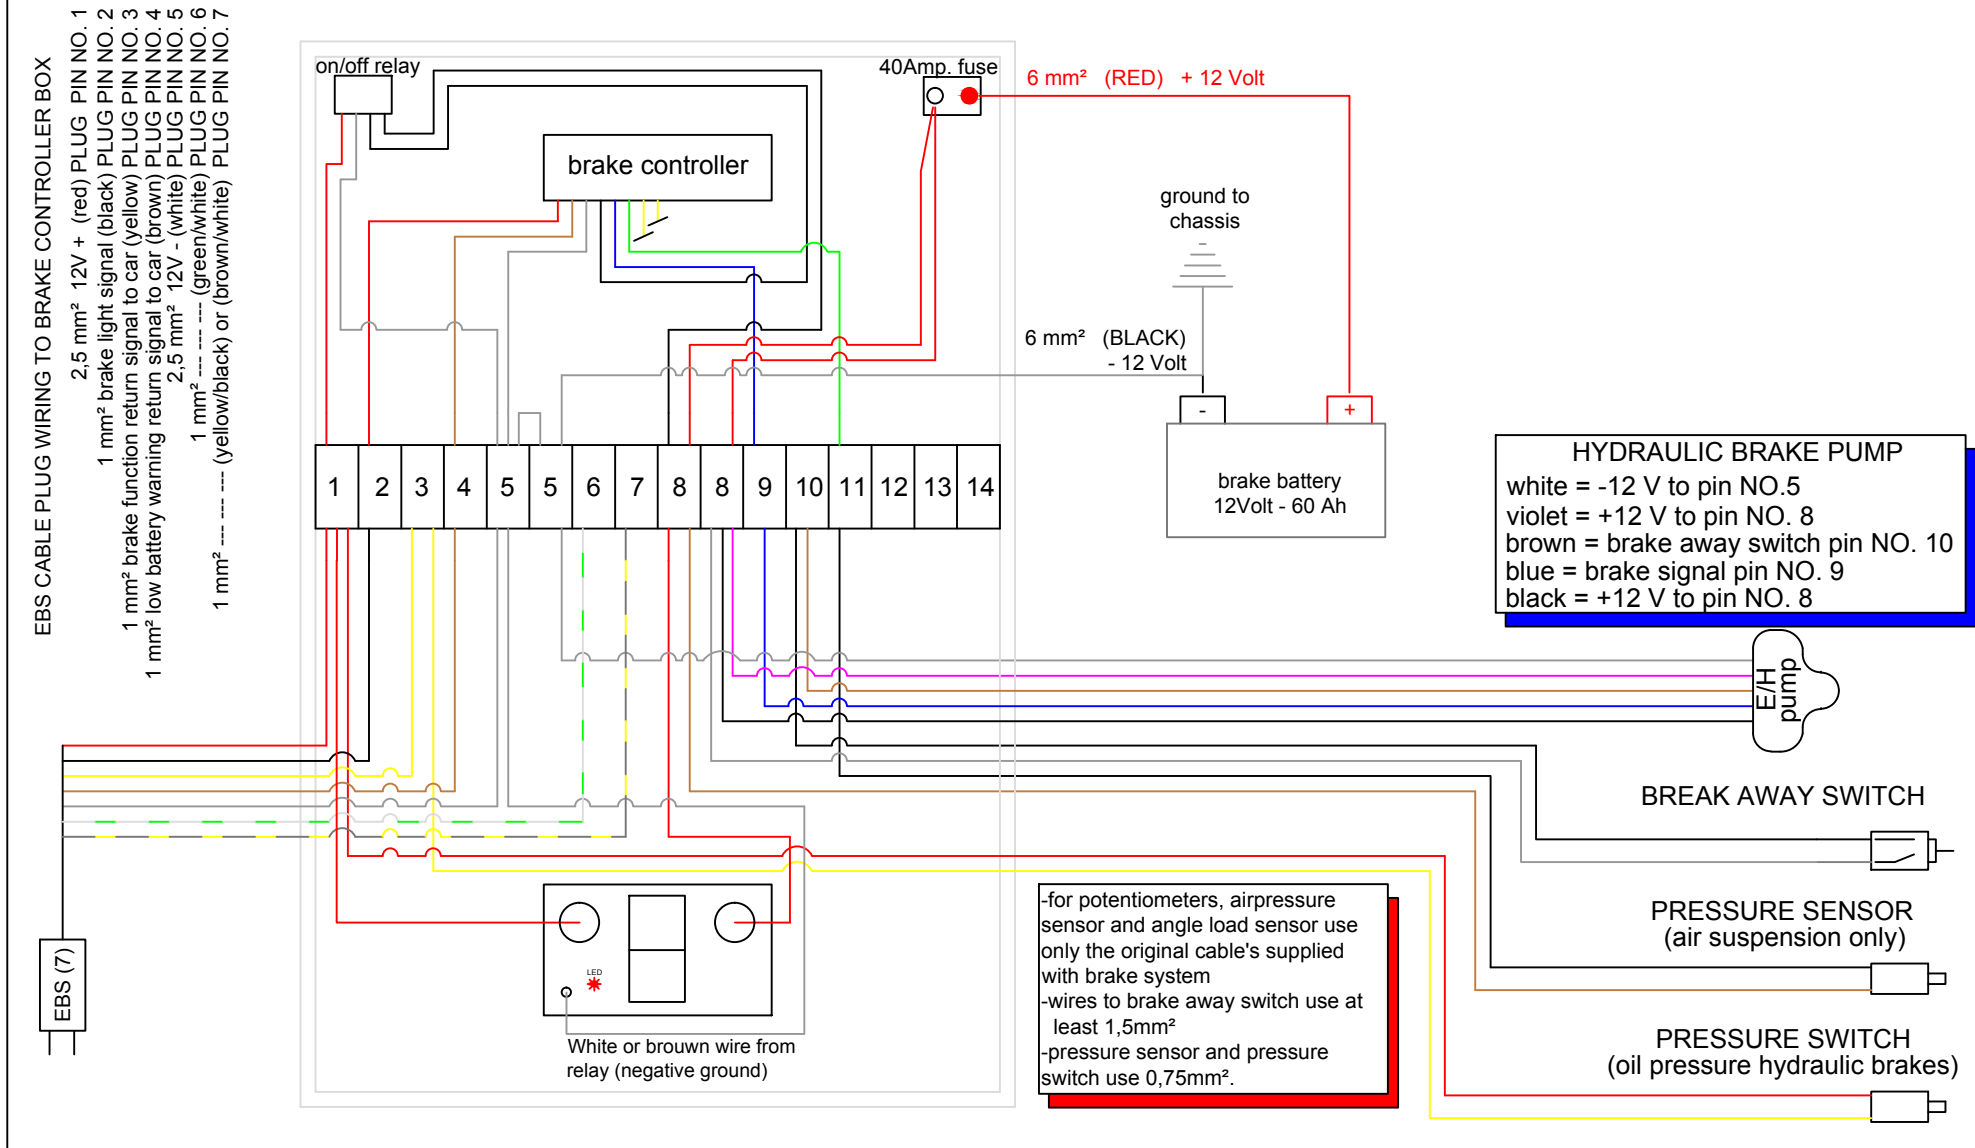 EBS CABLE PLUG WIRING TO BRAKE CONTROLLER BOX
2,5 mm² 12V + (red) PLUG PIN NO. 1
1 mm² brake light signal (black) PLUG PIN NO. 2
1 mm² brake function return signal to car (yellow) PLUG PIN NO. 3
1 mm² low battery warning return signal to car (brown) PLUG PIN NO. 4
2,5 mm² 12V - (white) PLUG PIN NO. 5
1 mm² ---- ---- --- (green/white) PLUG PIN NO. 6
1 mm² ---- ---- --- (yellow/black) or (brown/white) PLUG PIN NO. 7
on/off relay
40Amp. fuse
6 mm² (RED) + 12 Volt
brake controller
ground to
chassis
6 mm² (BLACK)
- 12 Volt
- +
brake battery
12Volt - 60 Ah
1 2 3 4 5 5 6 7 8 8 9 10 11 12 13 14
HYDRAULIC BRAKE PUMP
white = -12 V to pin NO.5
violet = +12 V to pin NO. 8
brown = brake away switch pin NO. 10
blue = brake signal pin NO. 9
black = +12 V to pin NO. 8
E/H
pump
BREAK AWAY SWITCH
PRESSURE SENSOR
(air suspension only)
PRESSURE SWITCH
(oil pressure hydraulic brakes)
EBS (7)
LED
White or brouwn wire from
relay (negative ground)
-for potentiometers, airpressure
sensor and angle load sensor use
only the original cable's supplied
with brake system
-wires to brake away switch use at
least 1,5mm²
-pressure sensor and pressure
switch use 0,75mm².